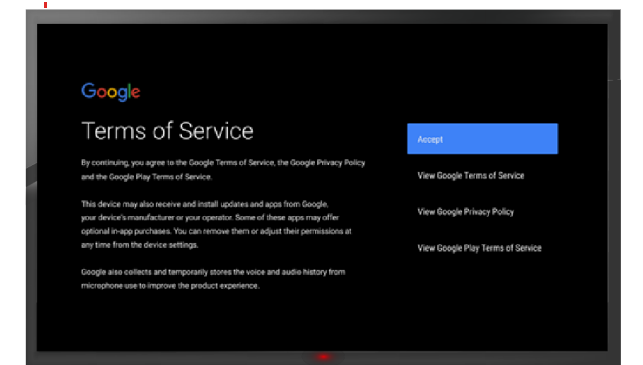 Google
Terms of Service
By continuing, you agree to the Google Terms of Service, the Google Privacy Policy
and the Google Play Terms of Service.
This device may also receive and install updates and apps from Google,
your device's manufacturer or your operator. Some of these apps may offer
optional in-app purchases. You can remove them or adjust their permissions at
any time from the device settings.
Google also collects and temporarily stores the voice and audio history from
microphone use to improve the product experience.
Accept
View Google Terms of Service
View Google Privacy Policy
View Google Play Terms of Service